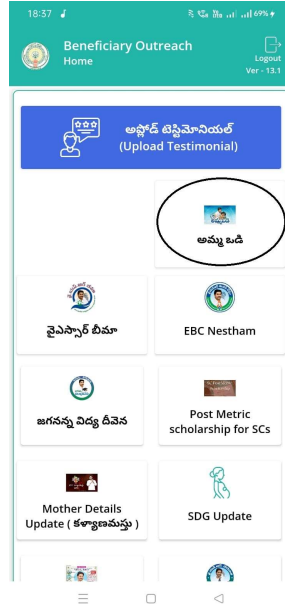 18:37
69%
Beneficiary Outreach
Home
Logout
Ver - 13.1
అప్లోడ్ టెస్టిమోనియల్
(Upload Testimonial)
అమ్మ ఒడి
వైఎస్సార్ బీమా
EBC Nestham
జగనన్న విద్య దీవెన
Post Metric
scholarship for SCs
Mother Details
Update ( కళ్యాణమస్తు )
SDG Update